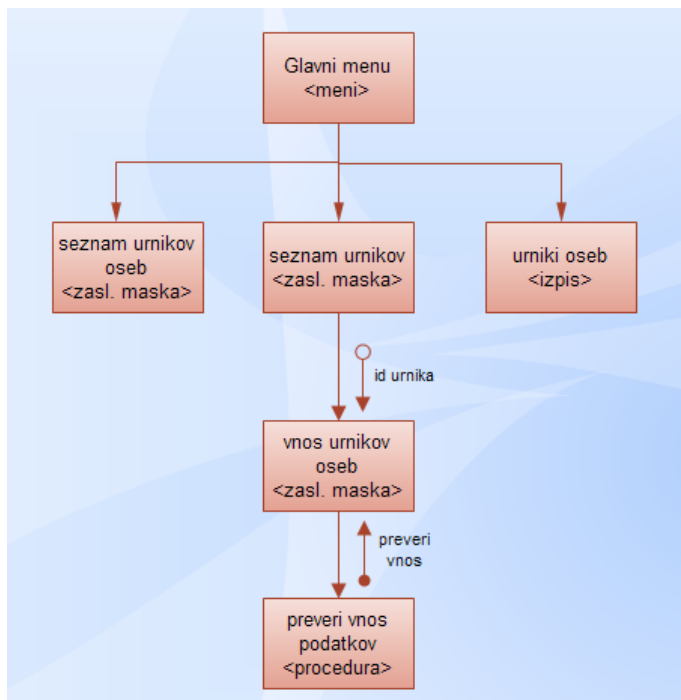 Glavni menu
<meni>
seznam urnikov
oseb
<zasl. maska>
seznam urnikov
<zasl. maska>
urniki oseb
<izpis>
id urnika
vnos urnikov
oseb
<zasl. maska>
preveri
vnos
preveri vnos
podatkov
<procedura>